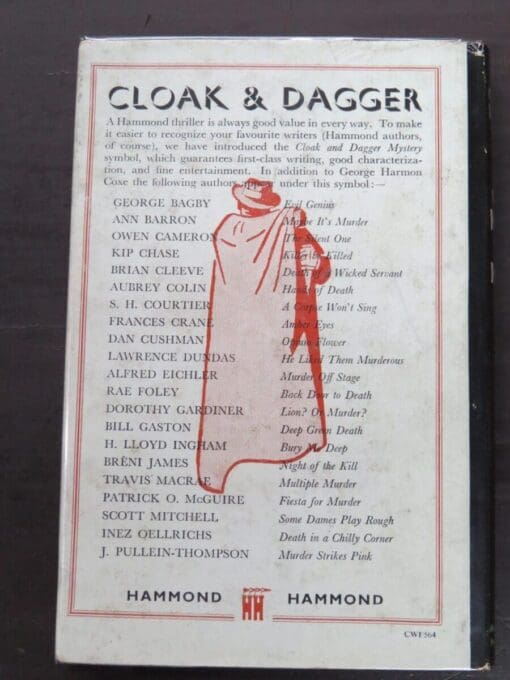 CLOAK & DAGGER
A Hammond thriller is always good value in every way. To make
it easier to recognize your favourite writers (Hammond authors,
of course), we have introduced the Cloak and Dagger Mystery
symbol, which guarantees first-class writing, good characteriza-
tion, and fine entertainment. In addition to George Harmon
Coxe the following authors appear under this symbol:—
GEORGE BAGBY Evil Genius
ANN BARRON Maybe It's Murder
OWEN CAMERON The Silent One
KIP CHASE Killer be Killed
BRIAN CLEEVE Death of a Wicked Servant
AUBREY COLIN Hands of Death
S. H. COURTIER A Corpse Won't Sing
FRANCES CRANE Amber Eyes
DAN CUSHMAN Opium Flower
LAWRENCE DUNDAS He Liked Them Murderous
ALFRED EICHLER Murder Off Stage
RAE FOLEY Back Door to Death
DOROTHY GARDINER Lion? Or Murder?
BILL GASTON Deep Green Death
H. LLOYD INGHAM Bury Me Deep
BRÈNI JAMES Night of the Kill
TRAVIS MACRAE Multiple Murder
PATRICK O. McGUIRE Fiesta for Murder
SCOTT MITCHELL Some Dames Play Rough
INEZ OELLRICHS Death in a Chilly Corner
J. PULLEIN-THOMPSON Murder Strikes Pink
HAMMOND HH HAMMOND
CWF564